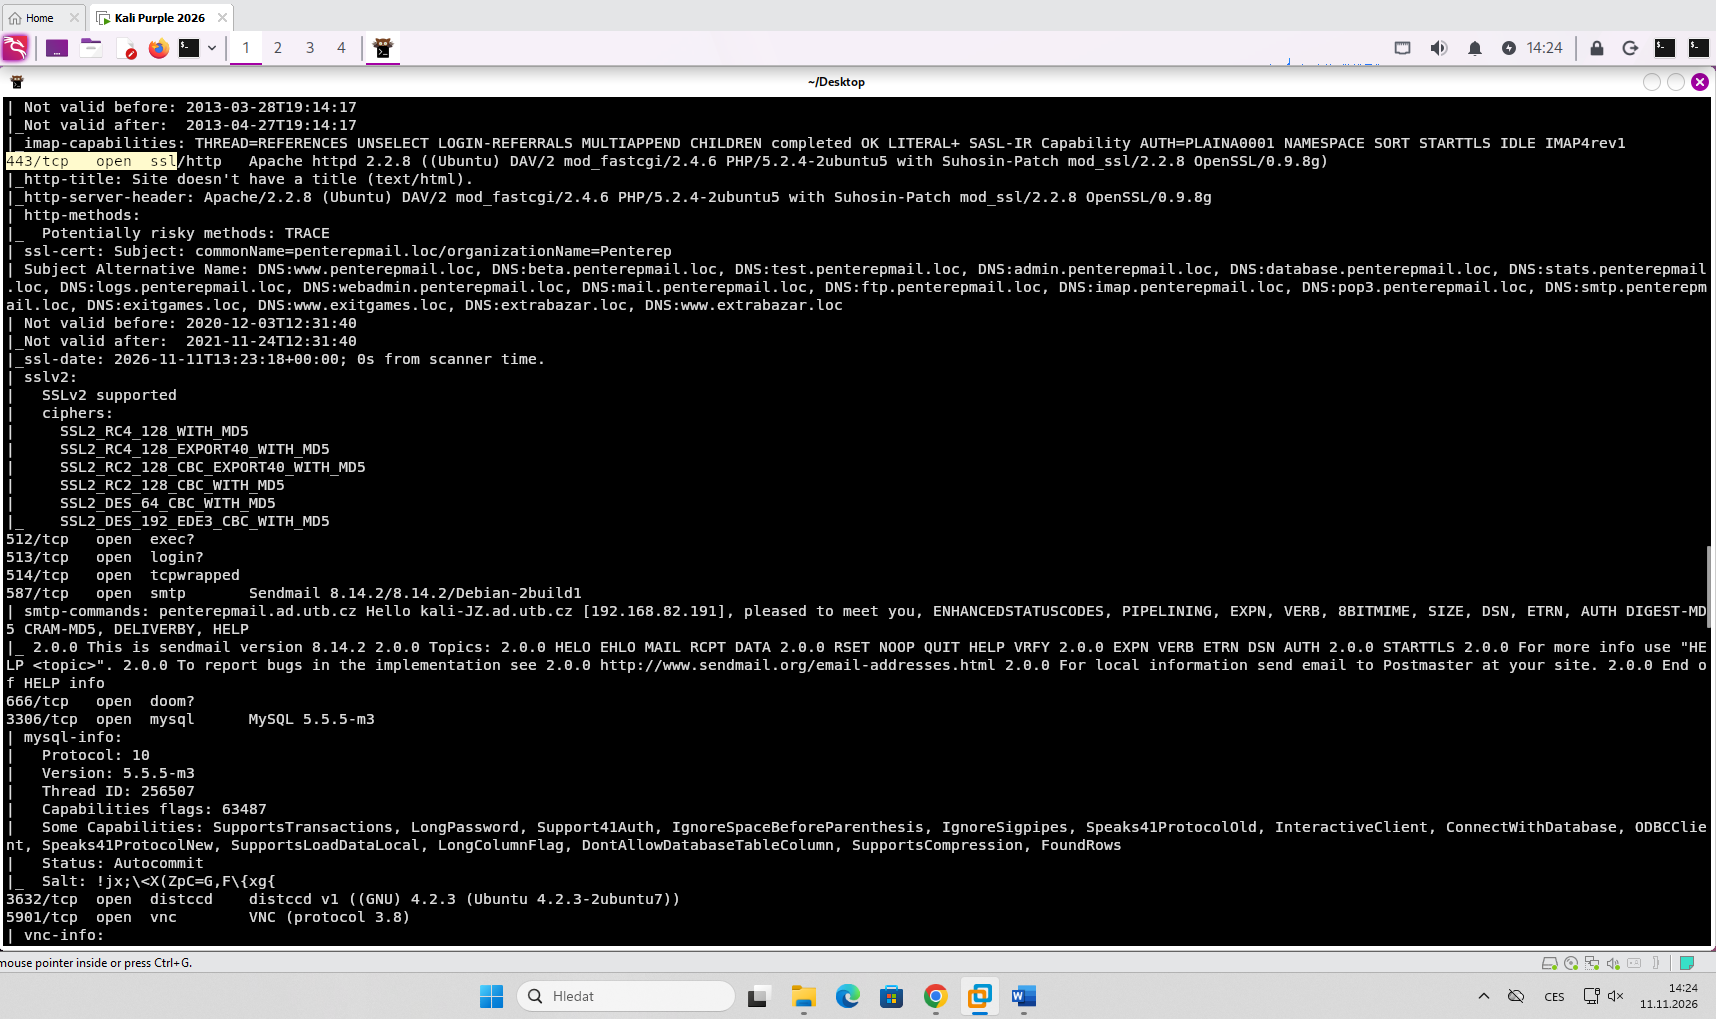 Home
Kali Purple 2026
1 2 3 4
14:24
~/Desktop
| Not valid before: 2013-03-28T19:14:17
|_Not valid after:  2013-04-27T19:14:17
|_imap-capabilities: THREAD=REFERENCES UNSELECT LOGIN-REFERRALS MULTIAPPEND CHILDREN completed OK LITERAL+ SASL-IR Capability AUTH=PLAINA0001 NAMESPACE SORT STARTTLS IDLE IMAP4rev1
443/tcp   open  ssl/http   Apache httpd 2.2.8 ((Ubuntu) DAV/2 mod_fastcgi/2.4.6 PHP/5.2.4-2ubuntu5 with Suhosin-Patch mod_ssl/2.2.8 OpenSSL/0.9.8g)
|_http-title: Site doesn't have a title (text/html).
|_http-server-header: Apache/2.2.8 (Ubuntu) DAV/2 mod_fastcgi/2.4.6 PHP/5.2.4-2ubuntu5 with Suhosin-Patch mod_ssl/2.2.8 OpenSSL/0.9.8g
| http-methods:
|_  Potentially risky methods: TRACE
| ssl-cert: Subject: commonName=penterepmail.loc/organizationName=Penterep
| Subject Alternative Name: DNS:www.penterepmail.loc, DNS:beta.penterepmail.loc, DNS:test.penterepmail.loc, DNS:admin.penterepmail.loc, DNS:database.penterepmail.loc, DNS:stats.penterepmail
.loc, DNS:logs.penterepmail.loc, DNS:webadmin.penterepmail.loc, DNS:mail.penterepmail.loc, DNS:ftp.penterepmail.loc, DNS:imap.penterepmail.loc, DNS:pop3.penterepmail.loc, DNS:smtp.penterepm
ail.loc, DNS:exitgames.loc, DNS:www.exitgames.loc, DNS:extrabazar.loc, DNS:www.extrabazar.loc
| Not valid before: 2020-12-03T12:31:40
|_Not valid after:  2021-11-24T12:31:40
|_ssl-date: 2026-11-11T13:23:18+00:00; 0s from scanner time.
| sslv2:
|   SSLv2 supported
|   ciphers:
|     SSL2_RC4_128_WITH_MD5
|     SSL2_RC4_128_EXPORT40_WITH_MD5
|     SSL2_RC2_128_CBC_EXPORT40_WITH_MD5
|     SSL2_RC2_128_CBC_WITH_MD5
|     SSL2_DES_64_CBC_WITH_MD5
|_    SSL2_DES_192_EDE3_CBC_WITH_MD5
512/tcp   open  exec?
513/tcp   open  login?
514/tcp   open  tcpwrapped
587/tcp   open  smtp       Sendmail 8.14.2/8.14.2/Debian-2build1
| smtp-commands: penterepmail.ad.utb.cz Hello kali-JZ.ad.utb.cz [192.168.82.191], pleased to meet you, ENHANCEDSTATUSCODES, PIPELINING, EXPN, VERB, 8BITMIME, SIZE, DSN, ETRN, AUTH DIGEST-MD
5 CRAM-MD5, DELIVERBY, HELP
|_ 2.0.0 This is sendmail version 8.14.2 2.0.0 Topics: 2.0.0 HELO EHLO MAIL RCPT DATA 2.0.0 RSET NOOP QUIT HELP VRFY 2.0.0 EXPN VERB ETRN DSN AUTH 2.0.0 STARTTLS 2.0.0 For more info use "HE
LP <topic>". 2.0.0 To report bugs in the implementation see 2.0.0 http://www.sendmail.org/email-addresses.html 2.0.0 For local information send email to Postmaster at your site. 2.0.0 End o
f HELP info
666/tcp   open  doom?
3306/tcp  open  mysql      MySQL 5.5.5-m3
| mysql-info:
|   Protocol: 10
|   Version: 5.5.5-m3
|   Thread ID: 256507
|   Capabilities flags: 63487
|   Some Capabilities: SupportsTransactions, LongPassword, Support41Auth, IgnoreSpaceBeforeParenthesis, IgnoreSigpipes, Speaks41ProtocolOld, InteractiveClient, ConnectWithDatabase, ODBCClie
nt, Speaks41ProtocolNew, SupportsLoadDataLocal, LongColumnFlag, DontAllowDatabaseTableColumn, SupportsCompression, FoundRows
|   Status: Autocommit
|_  Salt: !jx;\<X(ZpC=G,F\{xg{
3632/tcp  open  distccd    distccd v1 ((GNU) 4.2.3 (Ubuntu 4.2.3-2ubuntu7))
5901/tcp  open  vnc        VNC (protocol 3.8)
| vnc-info:
mouse pointer inside or press Ctrl+G.
Hledat
CES
14:24
11.11.2026